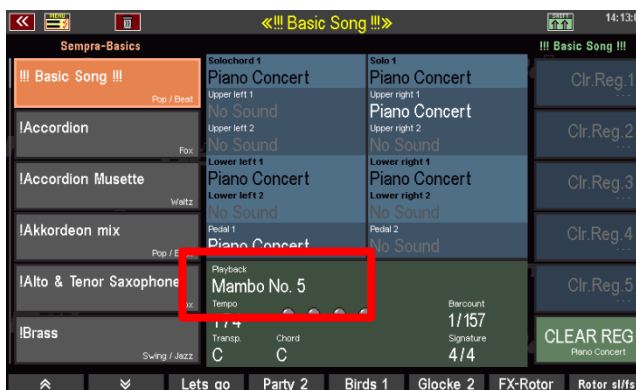 MENU
«!!! Basic Song !!!»
SHIFT
14:13:
Sempra-Basics
!!! Basic Song !!!
!!! Basic Song !!!
Pop / Beat
!Accordion
Fox
!Accordion Musette
Waltz
!Akkordeon mix
Pop /
!Alto & Tenor Saxophone
!Brass
Swing / Jazz
Solochord 1
Piano Concert
Solo 1
Piano Concert
Upper left 1
No Sound
Upper right 1
Piano Concert
Upper left 2
No Sound
Upper right 2
No Sound
Lower left 1
Piano Concert
Lower right 1
Piano Concert
Lower left 2
No Sound
Lower right 2
No Sound
Pedal 1
Piano Concert
Pedal 2
No Sound
Playback
Mambo No. 5
Tempo
174
Barcount
1/157
Transp.
C
Chord
C
Signature
4/4
Clr.Reg.1
Clr.Reg.2
Clr.Reg.3
Clr.Reg.4
Clr.Reg.5
CLEAR REG
Piano Concert
Lets go
Party 2
Birds 1
Glocke 2
FX-Rotor
Rotor sl/fs